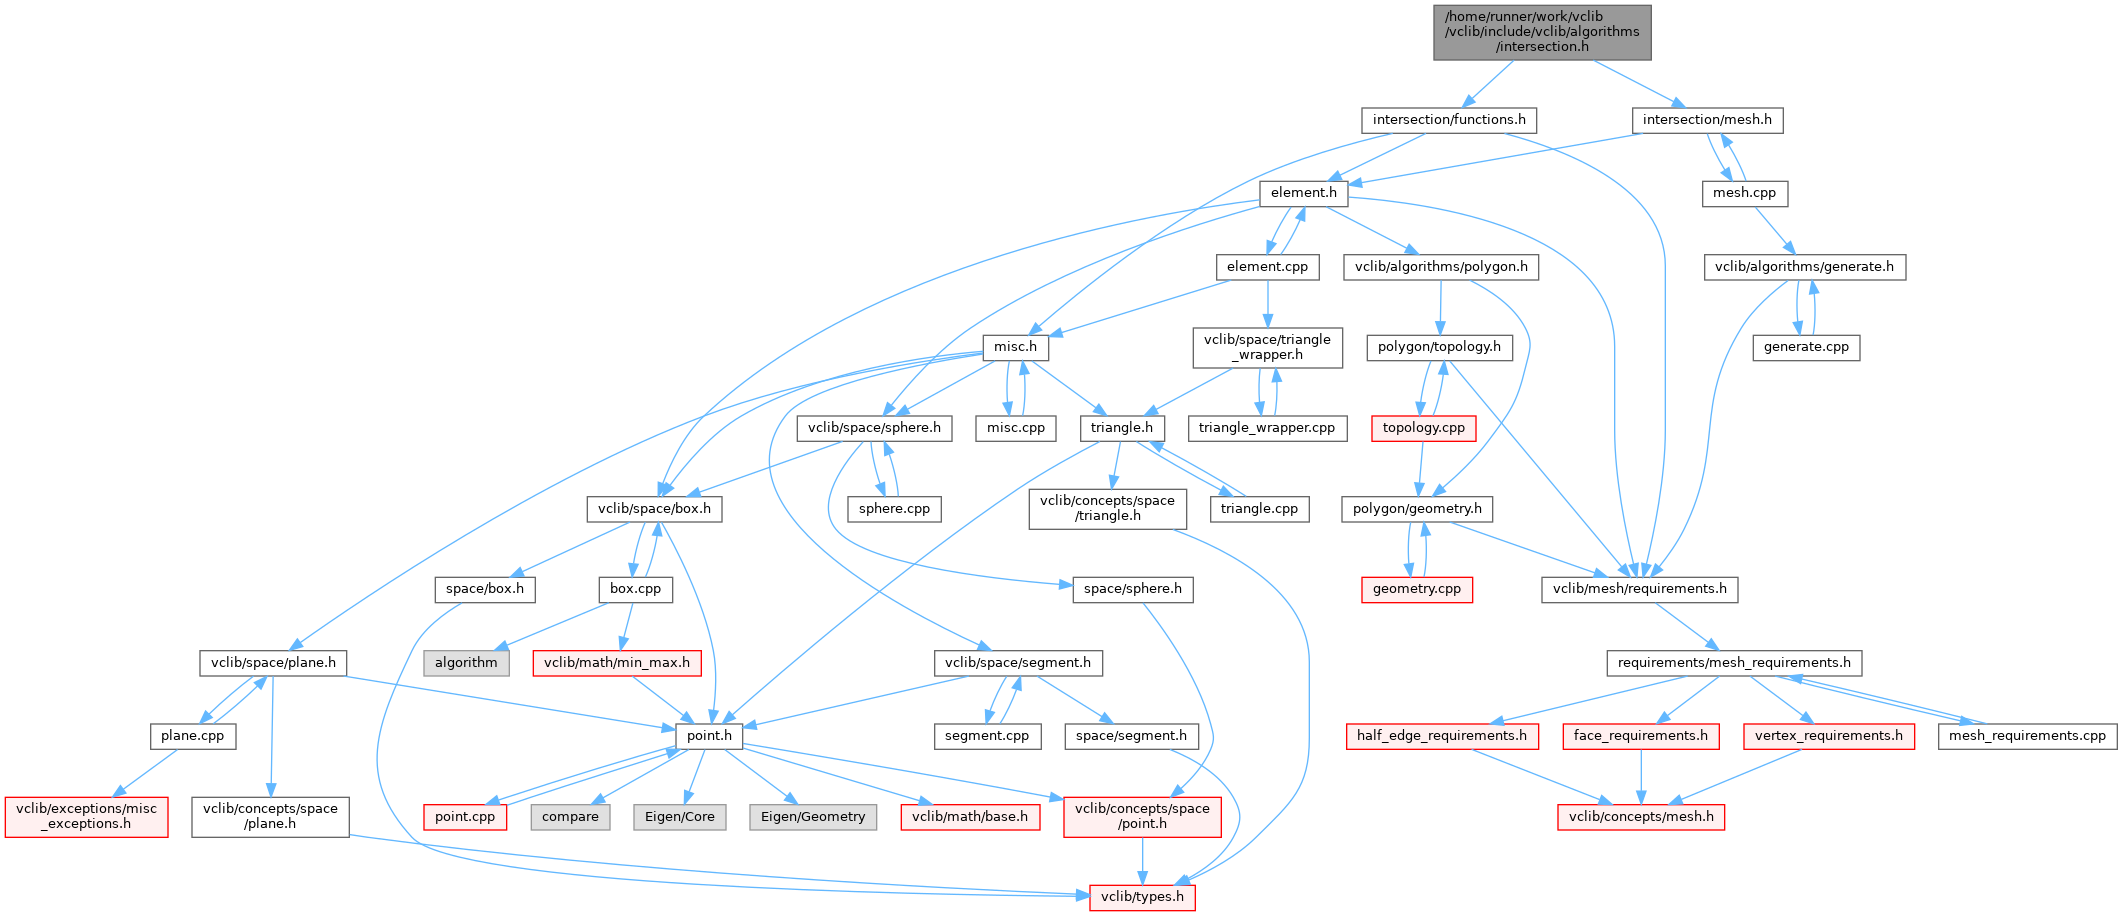 /home/runner/work/vclib
/vclib/include/vclib/algorithms
/intersection.h
intersection/functions.h
intersection/mesh.h
element.h
mesh.cpp
element.cpp
vclib/algorithms/polygon.h
vclib/algorithms/generate.h
misc.h
vclib/space/triangle
_wrapper.h
polygon/topology.h
generate.cpp
vclib/space/sphere.h
misc.cpp
triangle.h
triangle_wrapper.cpp
topology.cpp
vclib/space/box.h
sphere.cpp
vclib/concepts/space
/triangle.h
triangle.cpp
polygon/geometry.h
space/box.h
box.cpp
space/sphere.h
geometry.cpp
vclib/mesh/requirements.h
vclib/space/plane.h
algorithm
vclib/math/min_max.h
vclib/space/segment.h
requirements/mesh_requirements.h
plane.cpp
point.h
segment.cpp
space/segment.h
half_edge_requirements.h
face_requirements.h
vertex_requirements.h
mesh_requirements.cpp
vclib/exceptions/misc
_exceptions.h
vclib/concepts/space
/plane.h
point.cpp
compare
Eigen/Core
Eigen/Geometry
vclib/math/base.h
vclib/concepts/space
/point.h
vclib/concepts/mesh.h
vclib/types.h